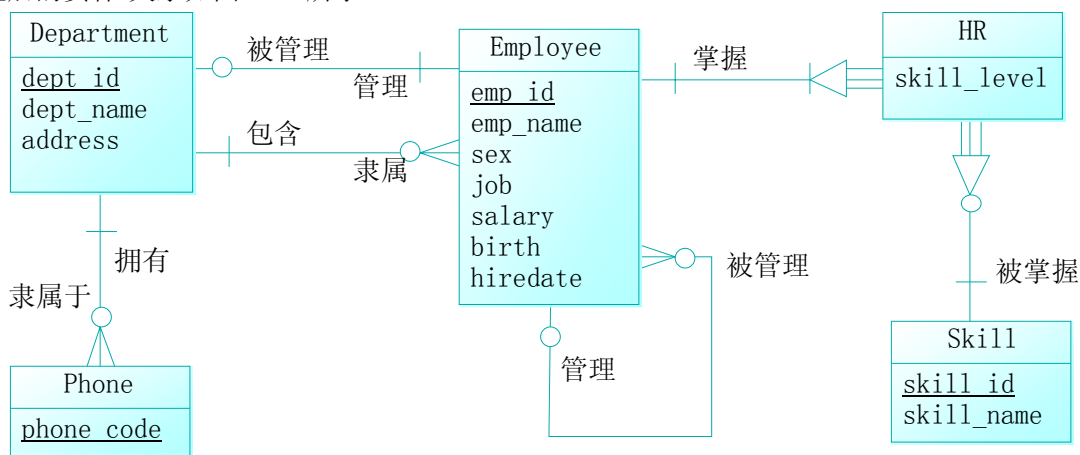 Department
dept_id
dept_name
address
被管理
管理
包含
隶属
Employee
emp_id
emp_name
sex
job
salary
birth
hiredate
掌握
HR
skill_level
拥有
隶属于
被管理
管理
被掌握
Phone
phone_code
Skill
skill_id
skill_name